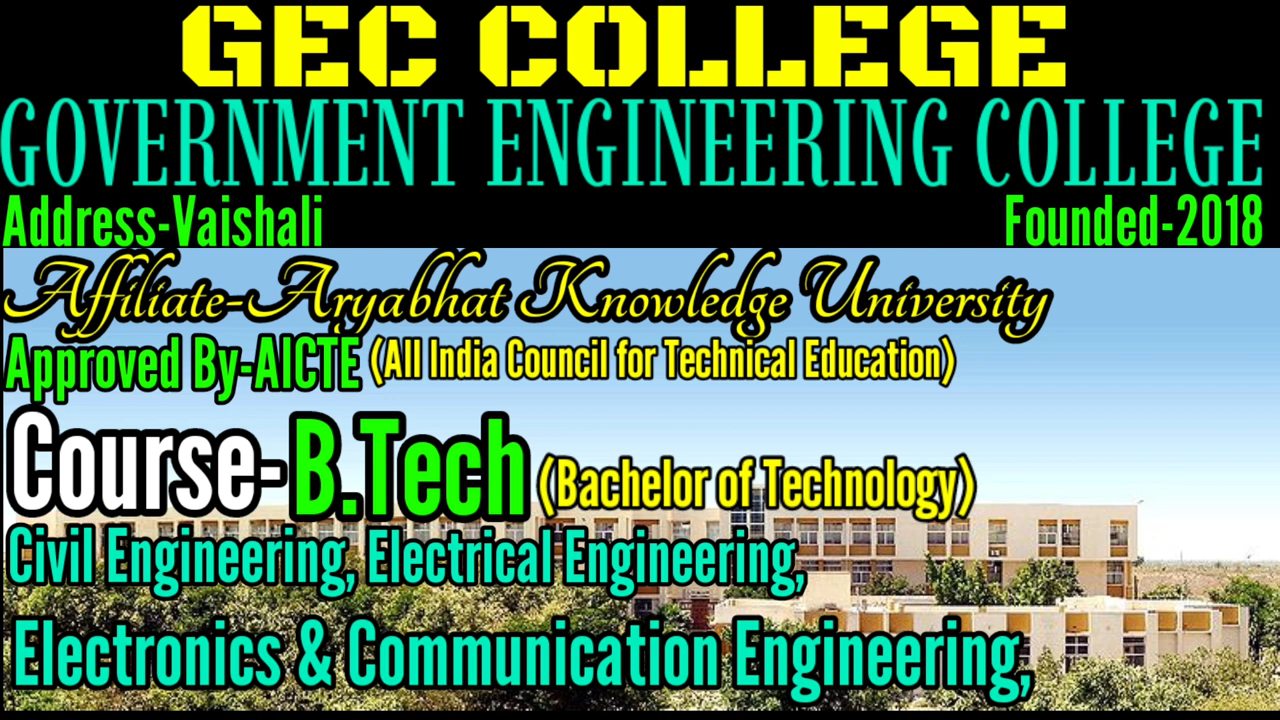 GEC COLLEGE
GOVERNMENT ENGINEERING COLLEGE
Address-Vaishali Founded-2018
Affiliate-Aryabhat Knowledge University
Approved By-AICTE (All India Council for Technical Education)
Course-B.Tech (Bachelor of Technology)
Civil Engineering, Electrical Engineering,
Electronics & Communication Engineering,